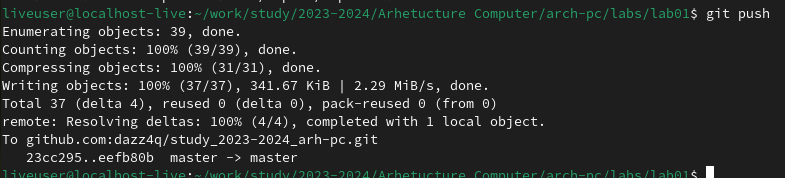 liveuser@localhost-live:~/work/study/2023-2024/Arhetucture Computer/arch-pc/labs/lab01$ git push
Enumerating objects: 39, done.
Counting objects: 100% (39/39), done.
Compressing objects: 100% (31/31), done.
Writing objects: 100% (37/37), 341.67 KiB | 2.29 MiB/s, done.
Total 37 (delta 4), reused 0 (delta 0), pack-reused 0 (from 0)
remote: Resolving deltas: 100% (4/4), completed with 1 local object.
To github.com:dazz4q/study_2023-2024_arh-pc.git
   23cc295..eefb80b  master -> master
liveuser@localhost-live:~/work/study/2023-2024/Arhetucture Computer/arch-pc/labs/lab01$